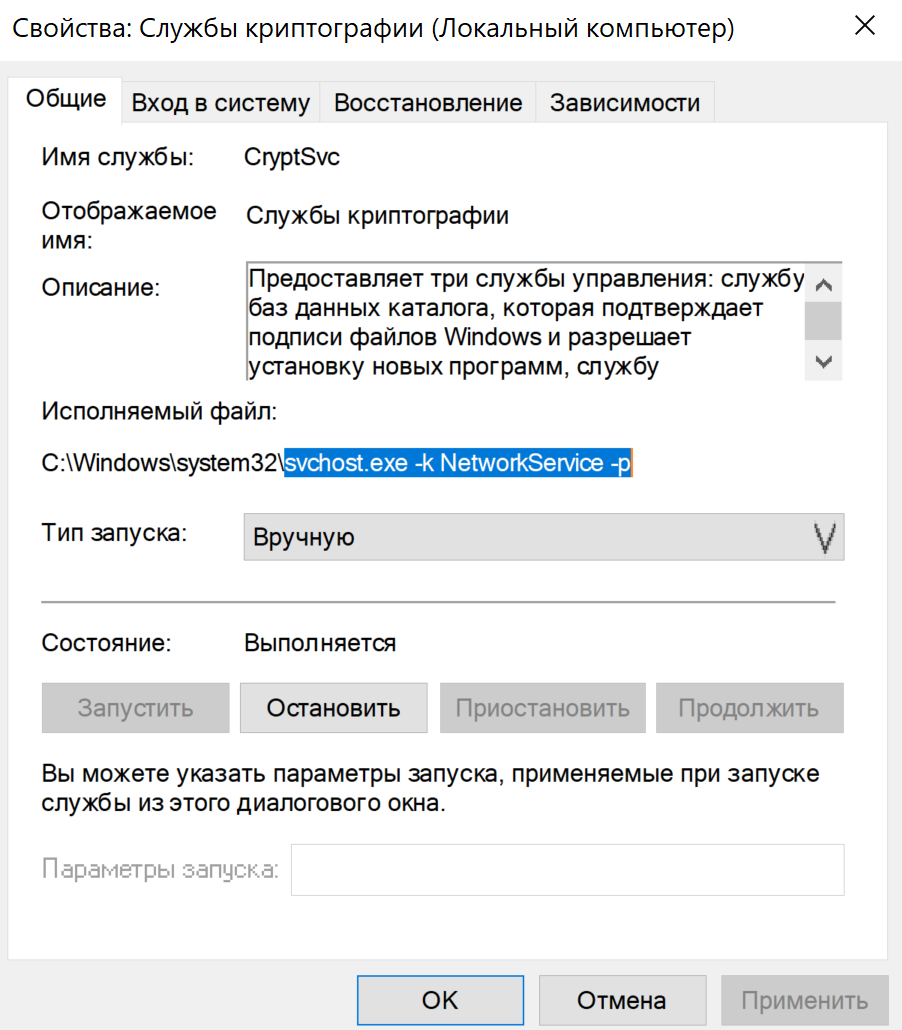 Свойства: Службы криптографии (Локальный компьютер)
Общие
Вход в систему
Восстановление
Зависимости
Имя службы: CryptSvc
Отображаемое имя: Службы криптографии
Описание: Предоставляет три службы управления: службу
баз данных каталога, которая подтверждает
подписи файлов Windows и разрешает
установку новых программ, службу
Исполняемый файл:
C:\Windows\system32\svchost.exe -k NetworkService -p
Тип запуска: Вручную
Состояние: Выполняется
Запустить
Остановить
Приостановить
Продолжить
Вы можете указать параметры запуска, применяемые при запуске
службы из этого диалогового окна.
Параметры запуска:
OK
Отмена
Применить